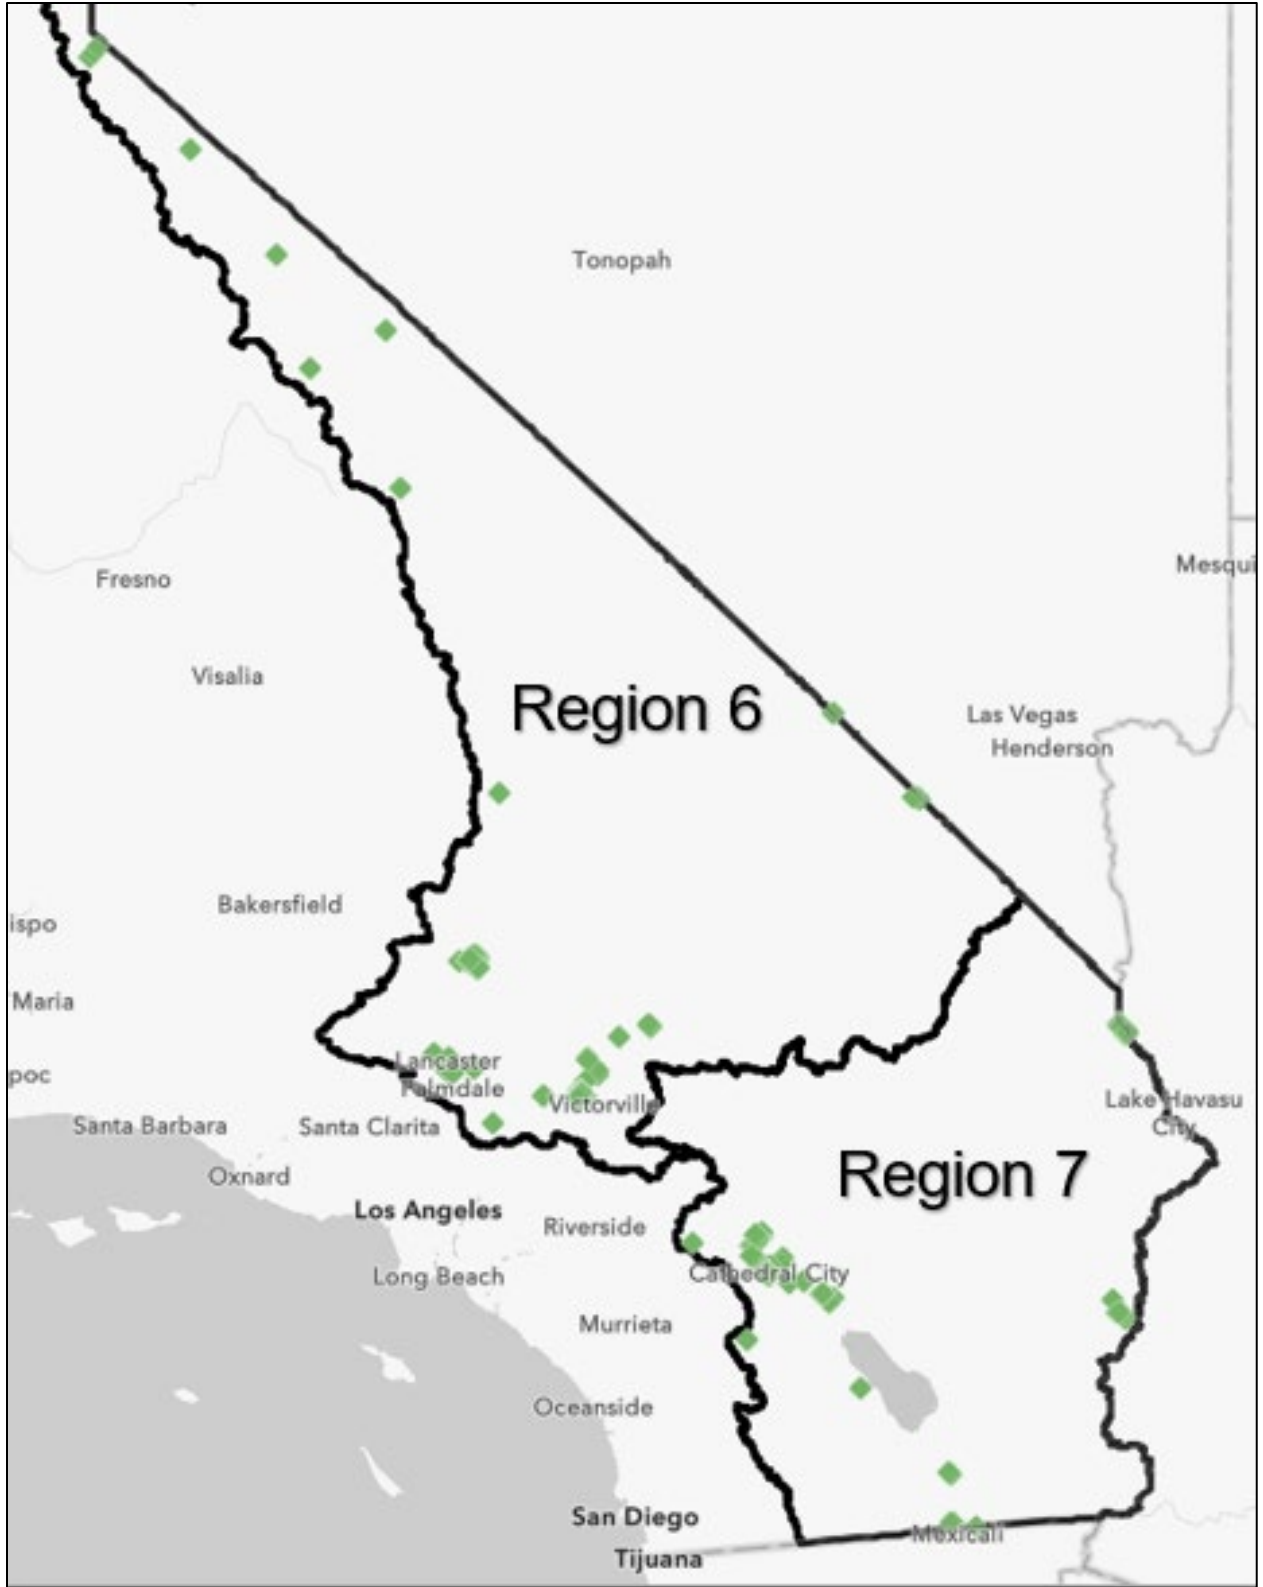 Tonopah
Mesqui
Fresno
Visalia
Region 6
Las Vegas
Henderson
Bakersfield
ispo
Maria
Lancaster
poc
Palmdale
Victorville
Lake Havasu
City
Santa Barbara
Santa Clarita
Region 7
Oxnard
Los Angeles
Riverside
Long Beach
Cathedral City
Murrieta
Oceanside
San Diego
Mexicali
Tijuana